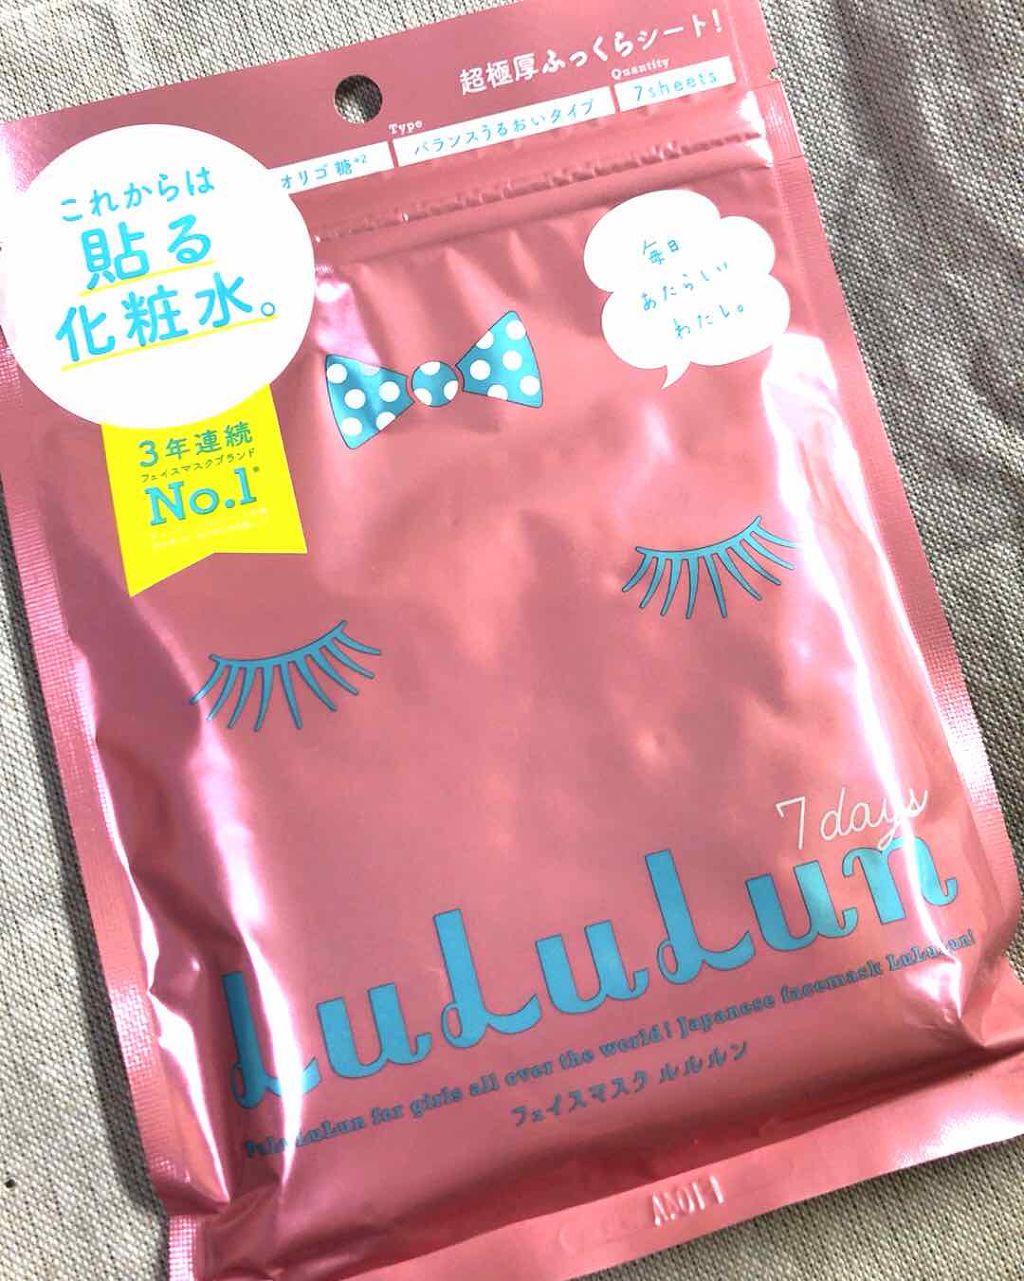 超極厚ふっくらシート!
Type
Quantity
オリゴ糖*2
バランスうるおいタイプ
7sheets
これからは
貼る
化粧水。
毎日
あたらしい
わたし。
3年連続
フェイスマスクブランド
No.1*
7days
LuLuLun
LuLuLun for girls all over the world! Japanese facemask LuLuLun!
フェイスマスク ルルルン